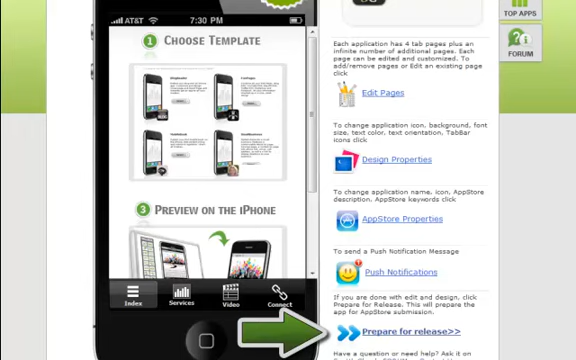 AT&T 7:30 PM
1 CHOOSE TEMPLATE
3 PREVIEW ON THE IPHONE
Index Services Video Connect
Each application has 4 tab pages plus an
infinite number of additional pages. Each
page can be edited and customized. To
add/remove pages or Edit an existing page
click
Edit Pages
To change application icon, background, font
size, text color, text orientation, TabBar
icons click
Design Properties
To change application name, icon, AppStore
description, AppStore keywords click
AppStore Properties
To send a Push Notification Message
Push Notifications
If you are done with edit and design, click
Prepare for Release. This will prepare the
app for AppStore submission.
Prepare for release>>
Have a question or need help? Ask it on
TOP APPS
FORUM